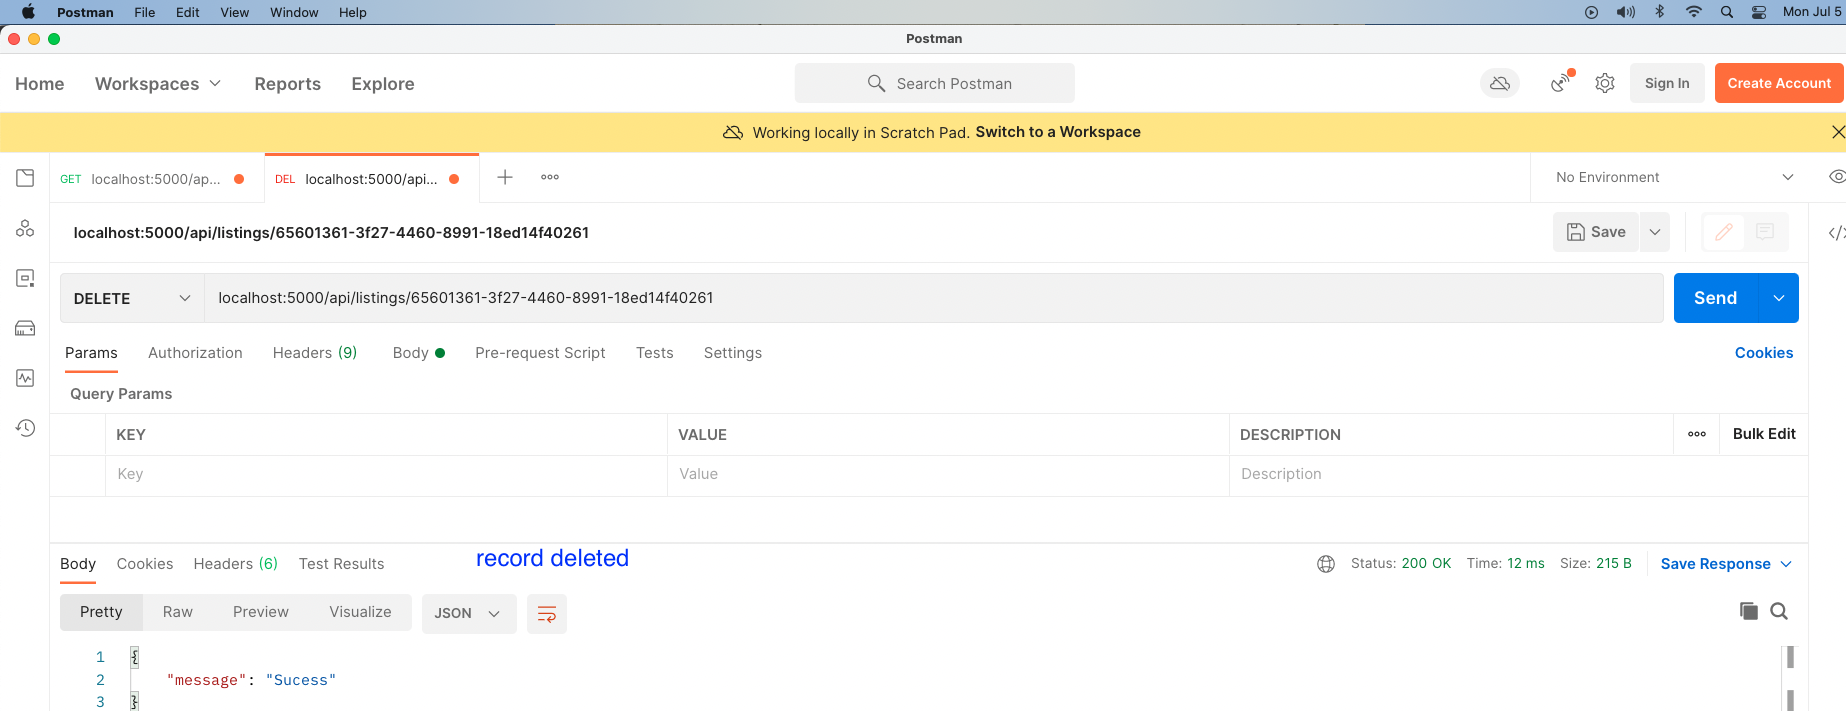 Postman File Edit View Window Help Mon Jul 5
Postman
Home Workspaces Reports Explore Search Postman Sign In Create Account
Working locally in Scratch Pad. Switch to a Workspace
GET localhost:5000/ap... DEL localhost:5000/api... No Environment
localhost:5000/api/listings/65601361-3f27-4460-8991-18ed14f40261 Save
DELETE localhost:5000/api/listings/65601361-3f27-4460-8991-18ed14f40261 Send
Params Authorization Headers (9) Body Pre-request Script Tests Settings Cookies
Query Params
KEY VALUE DESCRIPTION Bulk Edit
Key Value Description
Body Cookies Headers (6) Test Results record deleted Status: 200 OK Time: 12 ms Size: 215 B Save Response
Pretty Raw Preview Visualize JSON
1 {
2 "message": "Sucess"
3 }